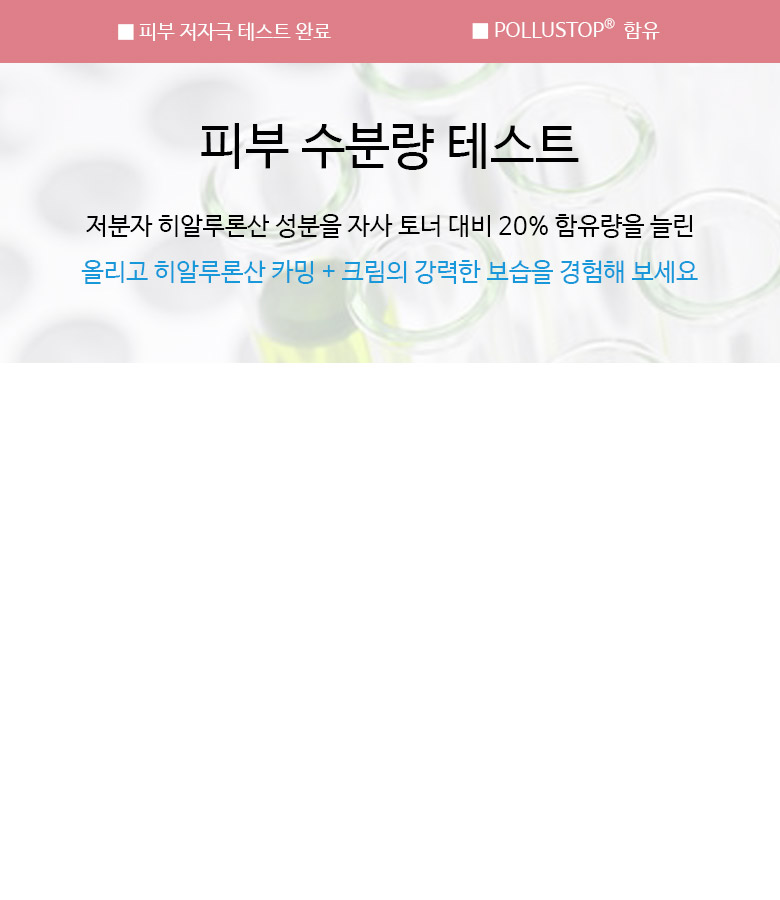 ■ 피부 저자극 테스트 완료
■ POLLUSTOP® 함유
피부 수분량 테스트
저분자 히알루론산 성분을 자사 토너 대비 20% 함유량을 늘린
올리고 히알루론산 카밍 + 크림의 강력한 보습을 경험해 보세요